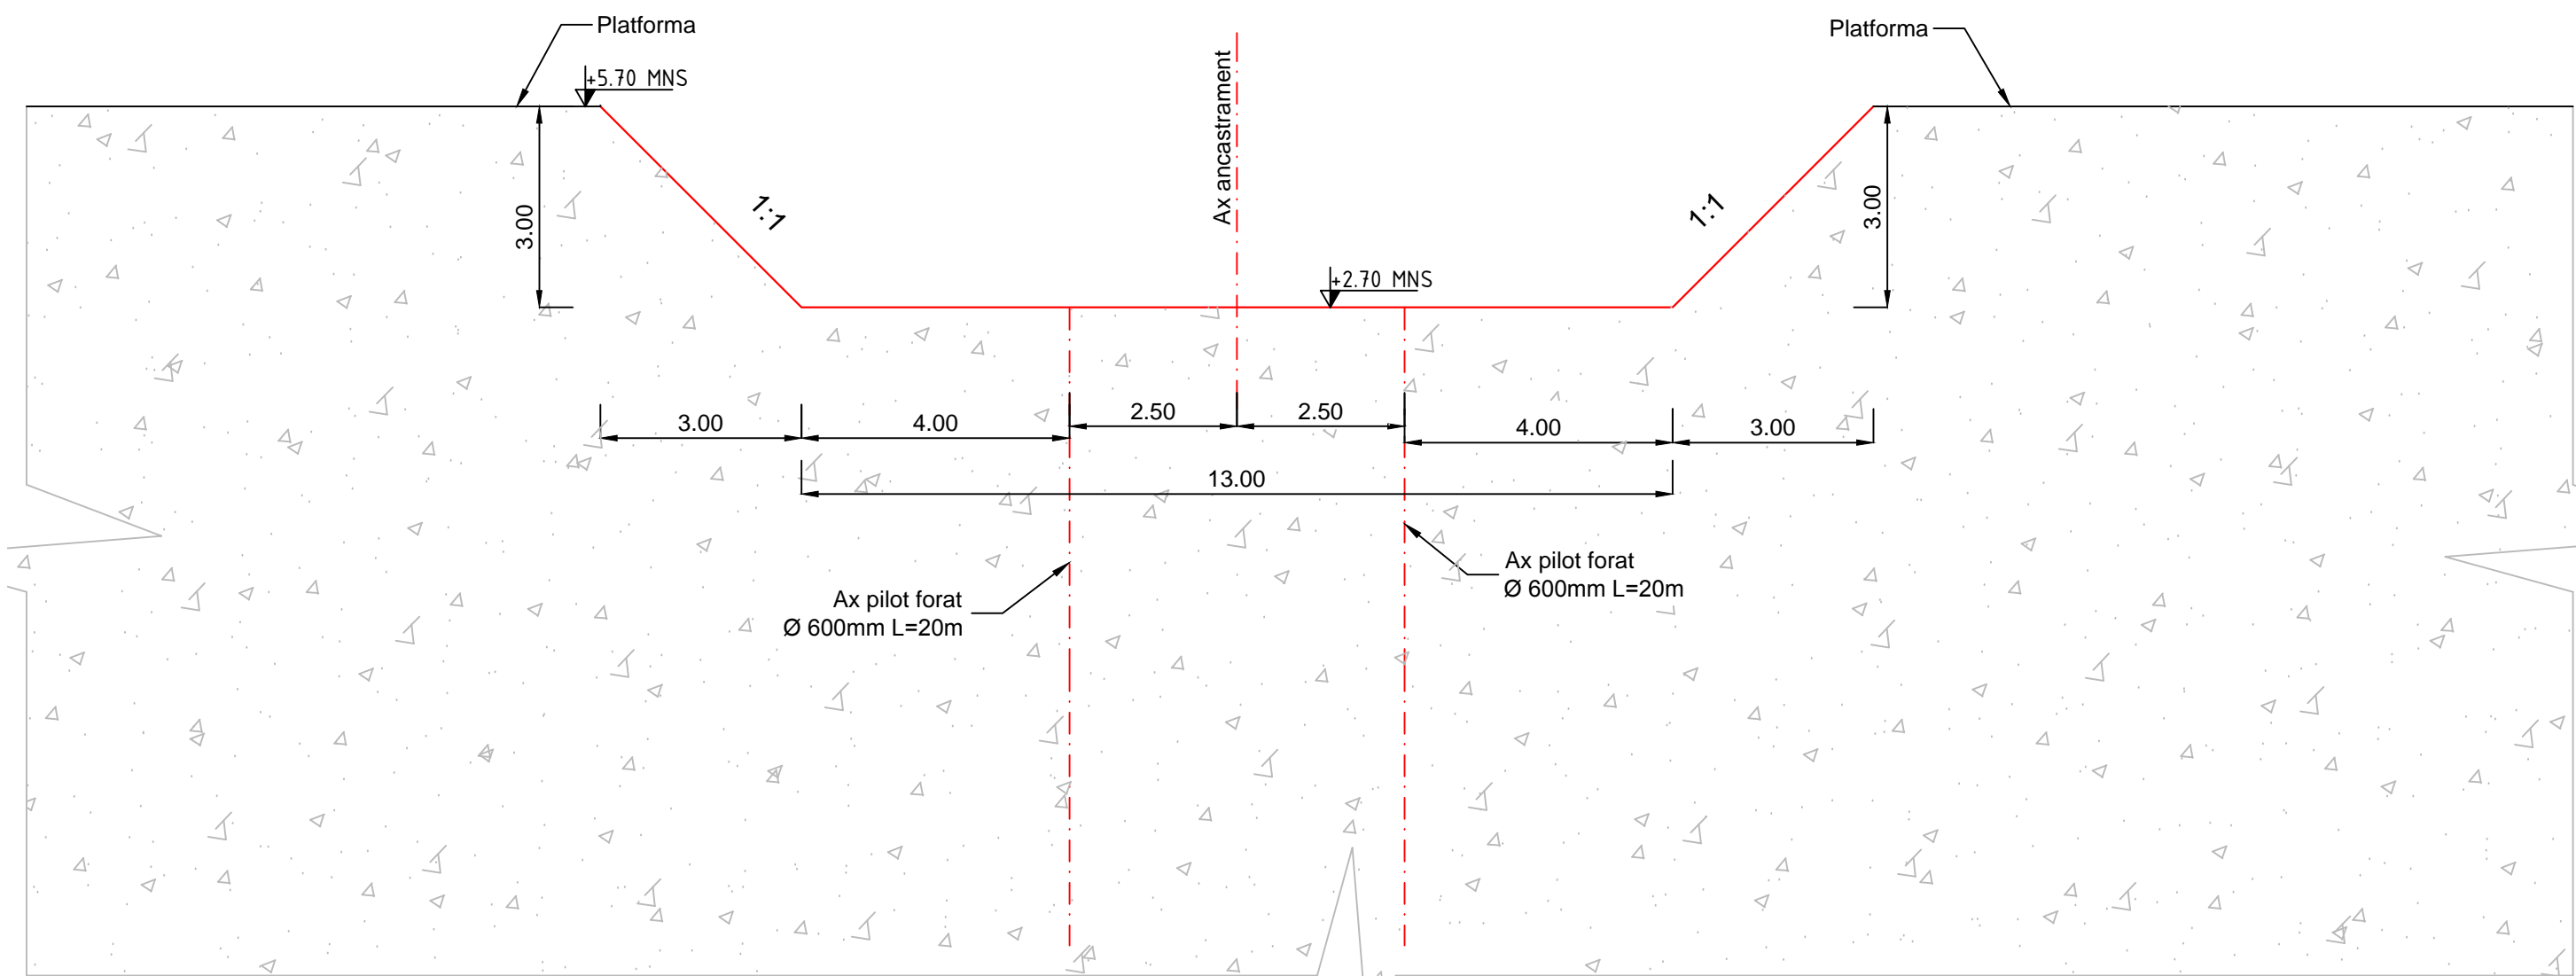 Platforma
Platforma
+5.70 MNS
Ax ancastrament
3.00
1:1
1:1
3.00
+2.70 MNS
3.00
4.00
2.50
2.50
4.00
3.00
13.00
Ax pilot forat
Ø 600mm L=20m
Ax pilot forat
Ø 600mm L=20m